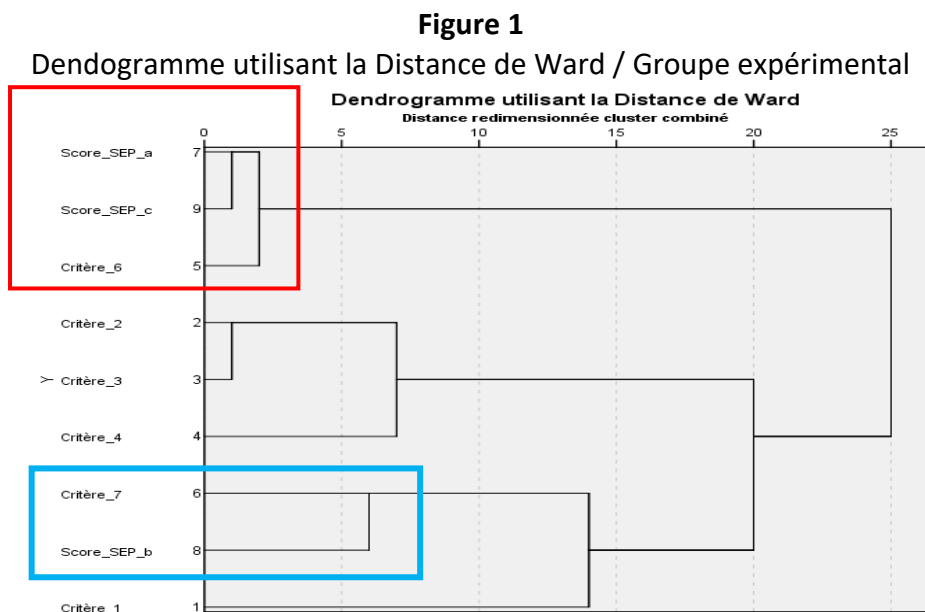 Figure 1
Dendogramme utilisant la Distance de Ward / Groupe expérimental
Dendrogramme utilisant la Distance de Ward
Distance redimensionnée cluster combiné
0 5 10 15 20 25
Score_SEP_a 7
Score_SEP_c 9
Critère_6 5
Critère_2 2
Y
Critère_3 3
Critère_4 4
Critère_7 6
Score_SEP_b 8
Critère_1 1